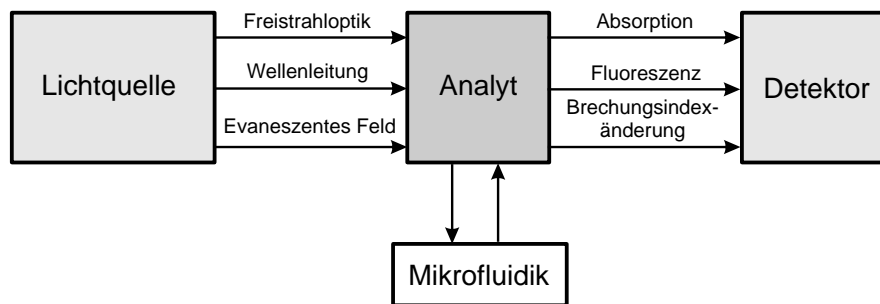 Freistrahloptik
Absorption
Lichtquelle
Wellenleitung
Analyt
Fluoreszenz
Detektor
Evaneszentes Feld
Brechungsindex-
änderung
Mikrofluidik